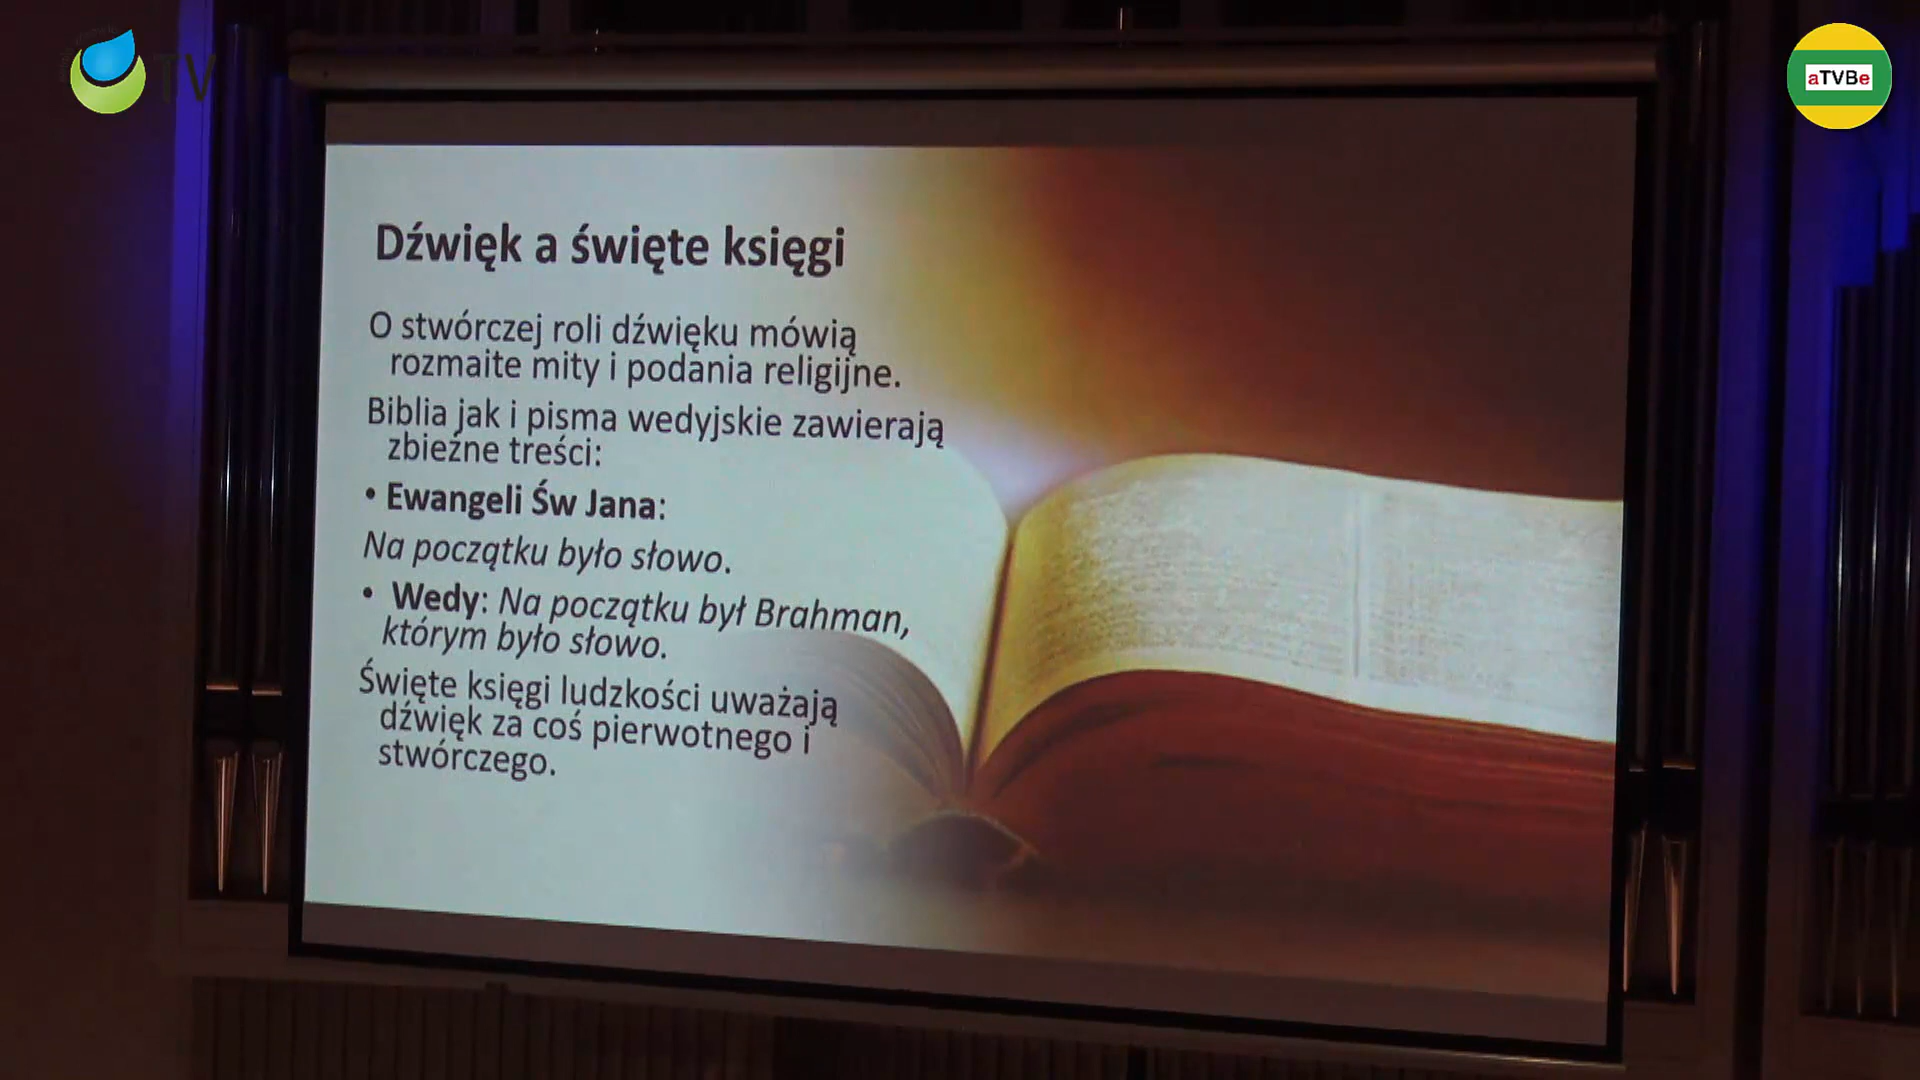 TV
aTVBe
Dźwięk a święte księgi
O stwórczej roli dźwięku mówią
rozmaite mity i podania religijne.
Biblia jak i pisma wedyjskie zawierają
zbieżne treści:
• Ewangeli Św Jana:
Na początku było słowo.
• Wedy: Na początku był Brahman,
którym było słowo.
Święte księgi ludzkości uważają
dźwięk za coś pierwotnego i
stwórczego.